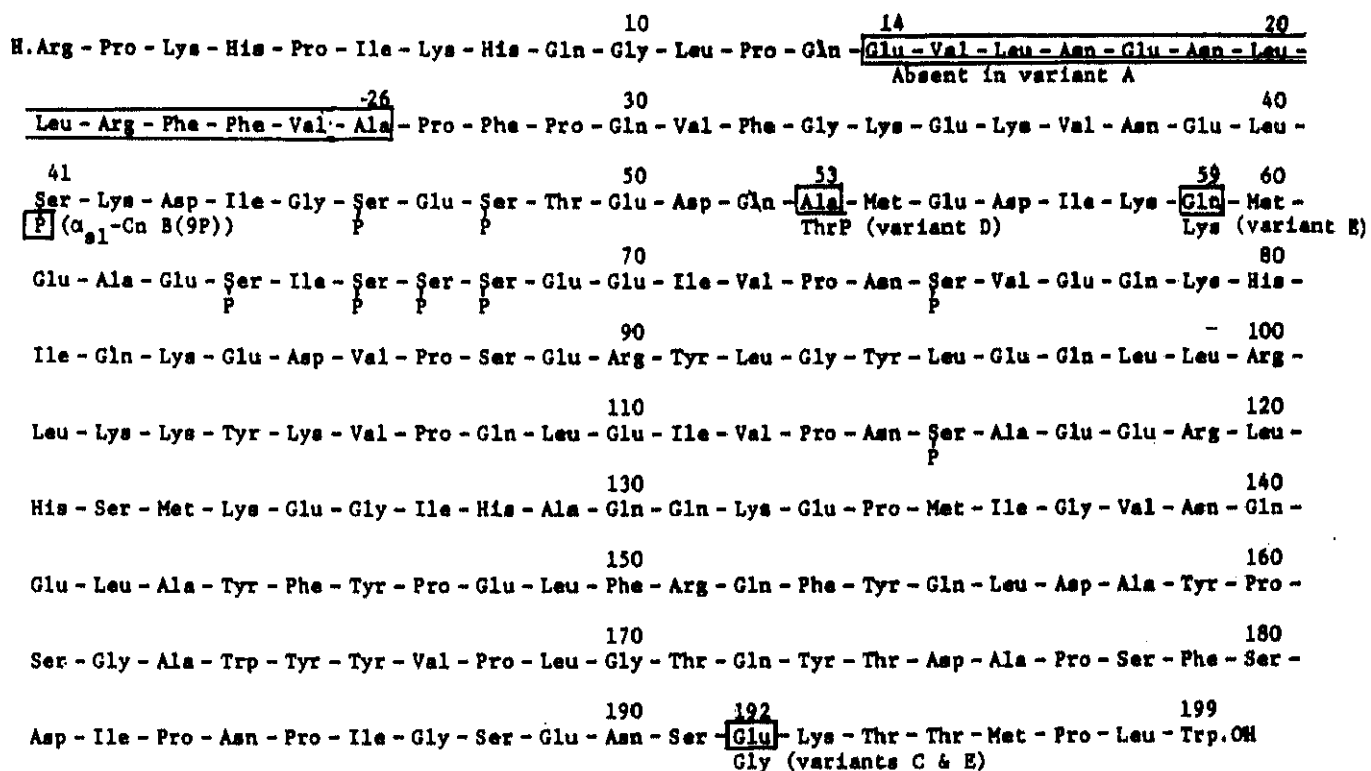 10 14 20
H.Arg - Pro - Lys - His - Pro - Ile - Lys - His - Gln - Gly - Leu - Pro - Gln - Glu - Val - Leu - Asn - Glu - Asn - Leu -
Absent in variant A
-26 30 40
Leu - Arg - Phe - Phe - Val - Ala - Pro - Phe - Pro - Gln - Val - Phe - Gly - Lys - Glu - Lys - Val - Asn - Glu - Leu -
41 50 53 59 60
Ser - Lys - Asp - Ile - Gly - Ser - Glu - Ser - Thr - Glu - Asp - Gln - Ala - Met - Glu - Asp - Ile - Lys - Gln - Met -
P (αs1-Cn B(9P)) P P ThrP (variant D) Lys (variant E)
70 80
Glu - Ala - Glu - Ser - Ile - Ser - Ser - Ser - Glu - Glu - Ile - Val - Pro - Asn - Ser - Val - Glu - Gln - Lys - His -
P P P P P
90 – 100
Ile - Gln - Lys - Glu - Asp - Val - Pro - Ser - Glu - Arg - Tyr - Leu - Gly - Tyr - Leu - Glu - Gln - Leu - Leu - Arg -
110 120
Leu - Lys - Lys - Tyr - Lys - Val - Pro - Gln - Leu - Glu - Ile - Val - Pro - Asn - Ser - Ala - Glu - Glu - Arg - Leu -
P
130 140
His - Ser - Met - Lys - Glu - Gly - Ile - His - Ala - Gln - Gln - Lys - Glu - Pro - Met - Ile - Gly - Val - Asn - Gln -
150 160
Glu - Leu - Ala - Tyr - Phe - Tyr - Pro - Glu - Leu - Phe - Arg - Gln - Phe - Tyr - Gln - Leu - Asp - Ala - Tyr - Pro -
170 180
Ser - Gly - Ala - Trp - Tyr - Tyr - Val - Pro - Leu - Gly - Thr - Gln - Tyr - Thr - Asp - Ala - Pro - Ser - Phe - Ser -
190 192 199
Asp - Ile - Pro - Asn - Pro - Ile - Gly - Ser - Glu - Asn - Ser - Glu - Lys - Thr - Thr - Met - Pro - Leu - Trp.OH
Gly (variants C & E)